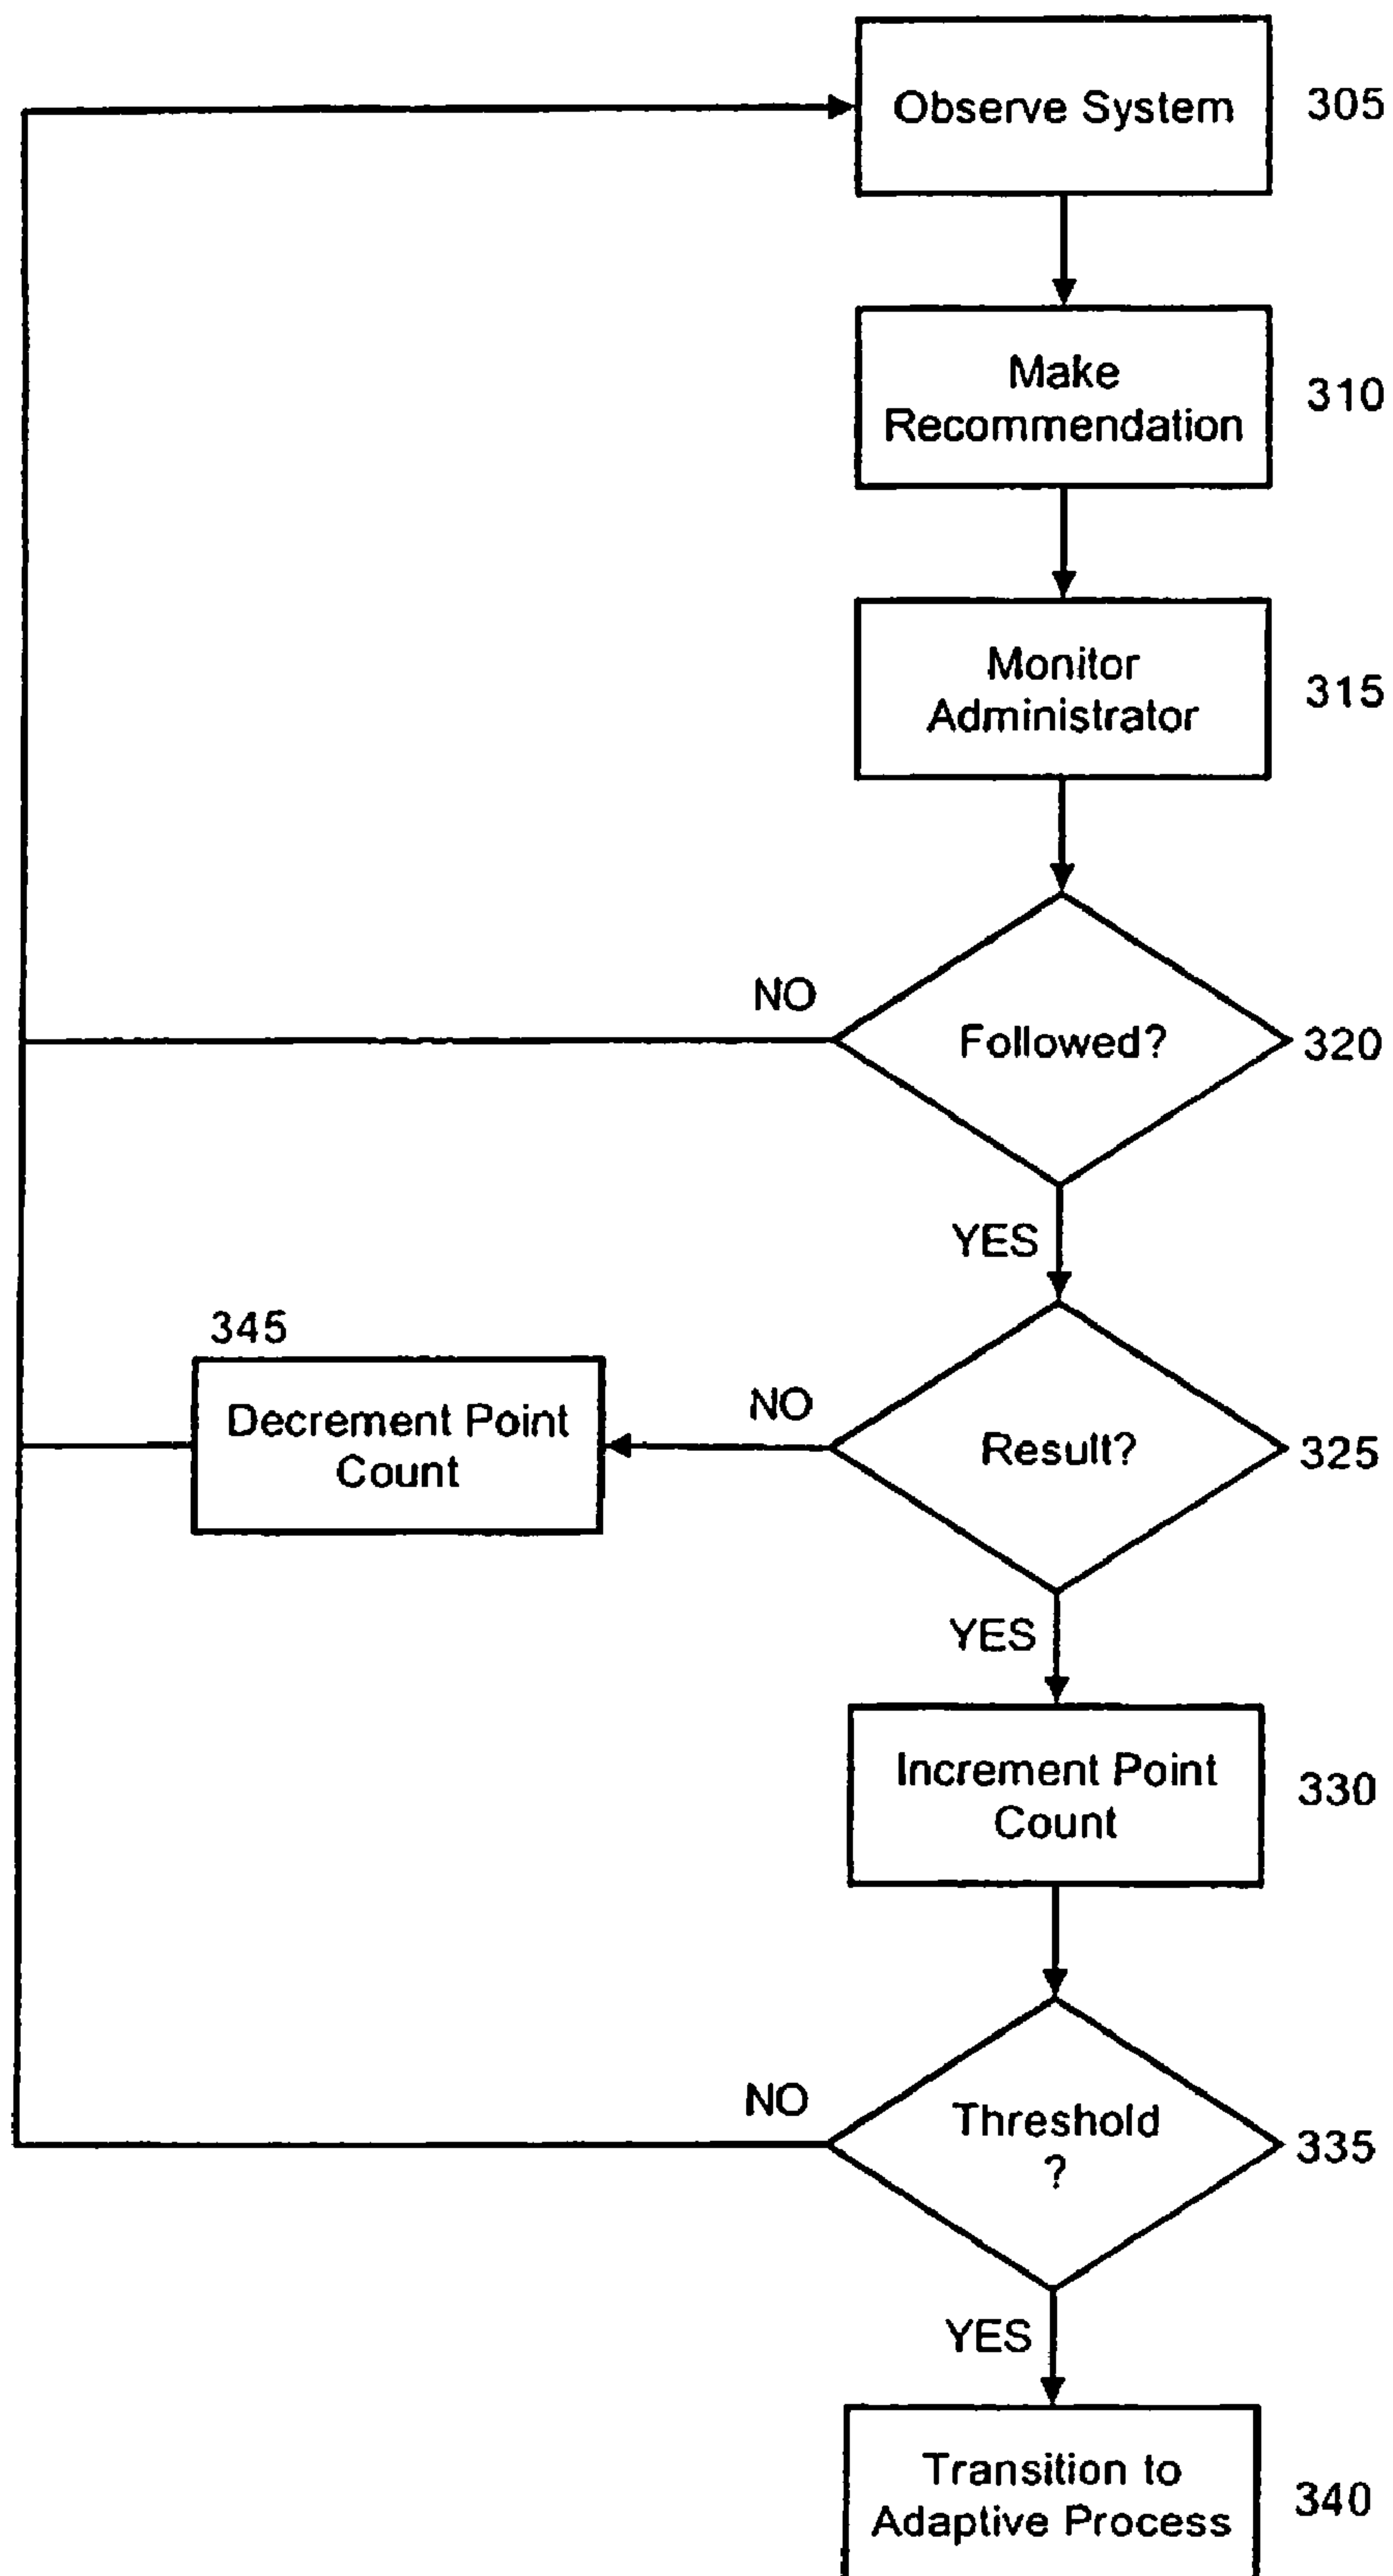 Observe System
305
Make
Recommendation
310
Monitor
Administrator
315
NO
Followed?
320
YES
345
Decrement Point
Count
NO
Result?
325
YES
Increment Point
Count
330
NO
Threshold
?
335
YES
Transition to
Adaptive Process
340